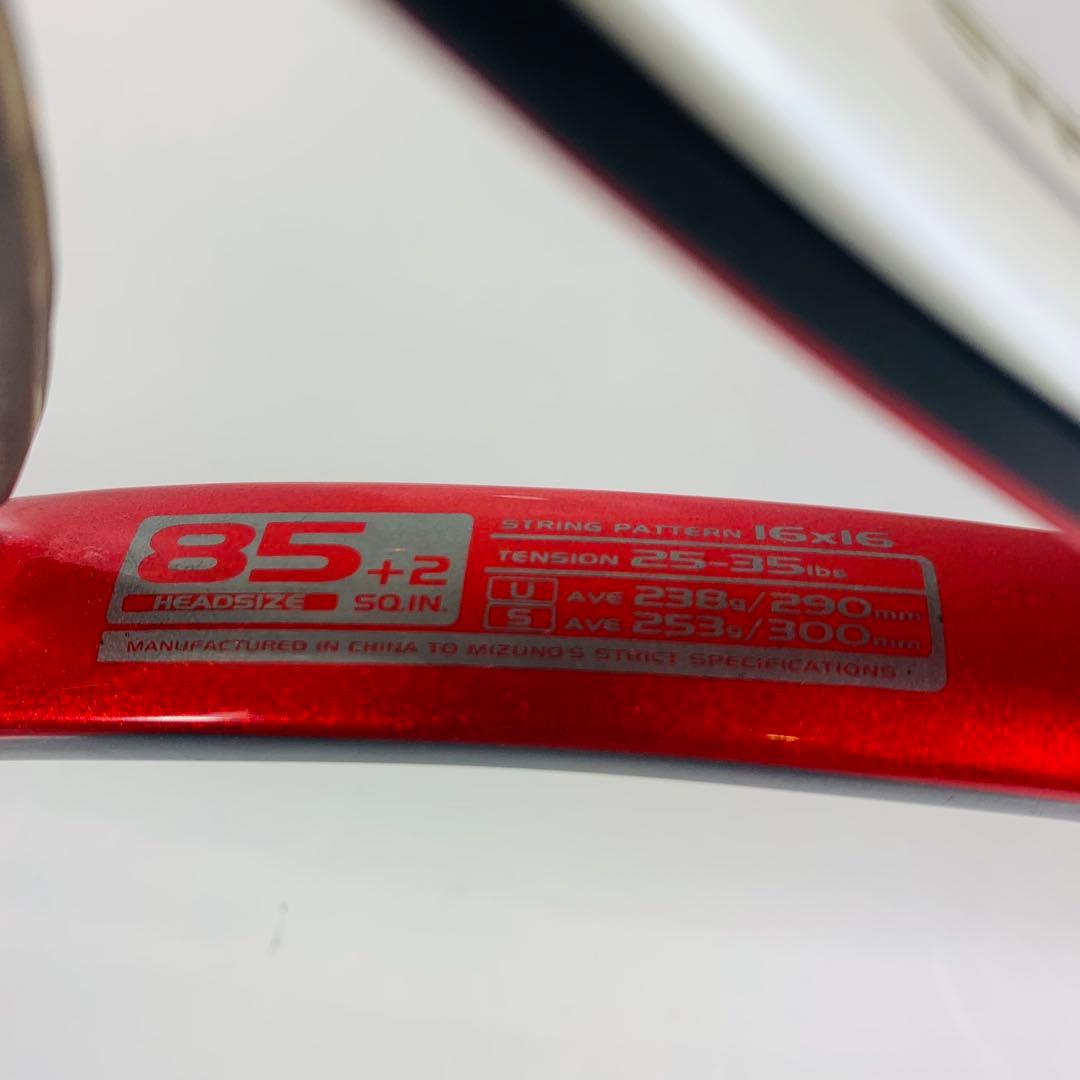 85+2
HEADSIZE SQ.IN.
STRING PATTERN 16x16
TENSION 25-35lbs
U AVE 238g/290mm
S AVE 253g/300mm
MANUFACTURED IN CHINA TO MIZUNO'S STRICT SPECIFICATIONS